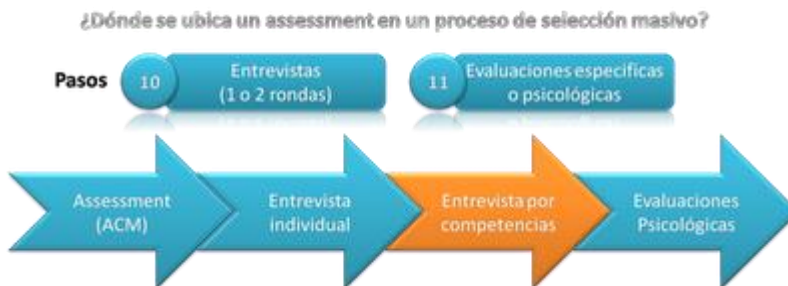 ¿Dónde se ubica un assessment en un proceso de selección masivo?
Pasos
10
Entrevistas
(1 o 2 rondas)
11
Evaluaciones especificas
o psicológicas
Assessment
(ACM)
Entrevista
individual
Entrevista por
competencias
Evaluaciones
Psicológicas